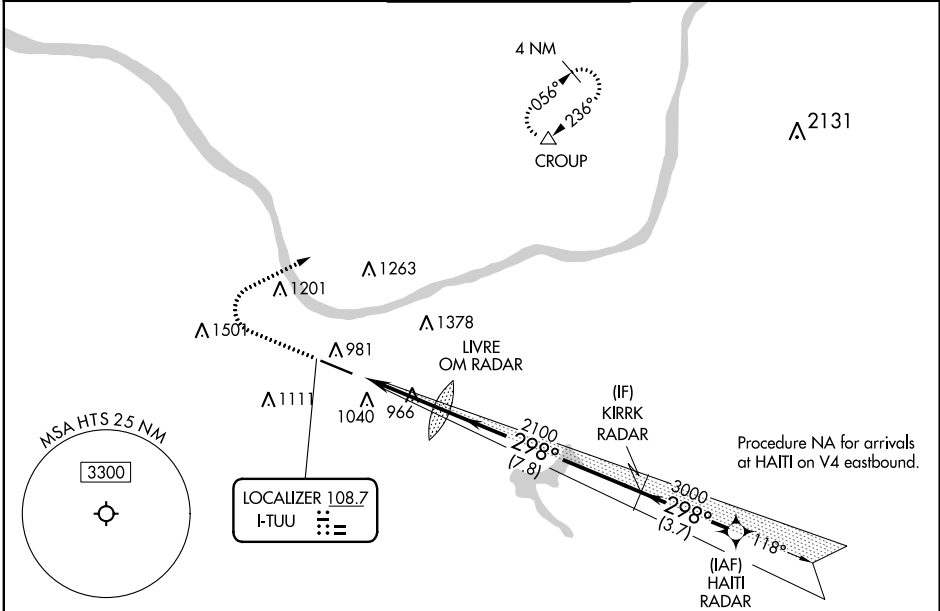 4 NM
056°
236°
CROUP
2131
1263
1201
1501
1378
981
LIVRE
OM RADAR
1111
1040
966
(IF)
KIRRK
RADAR
2100
298°
(7.8)
Procedure NA for arrivals
at HAITI on V4 eastbound.
MSA HTS 25 NM
3300
3000
298°
(3.7)
118°
LOCALIZER 108.7
I-TUU
(IAF)
HAITI
RADAR